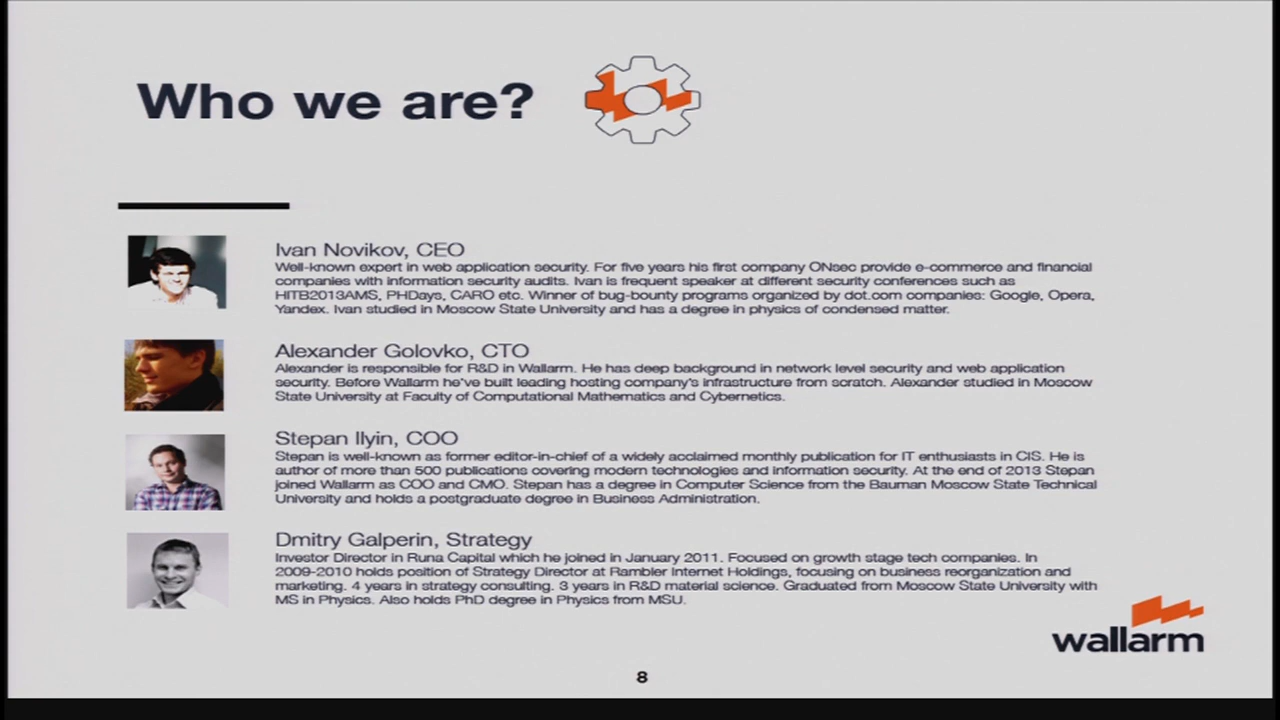 Who we are?
Ivan Novikov, CEO
Well-known expert in web application security. For five years his first company ONsec provide e-commerce and financial
companies with information security audits. Ivan is frequent speaker at different security conferences such as
HITB2013AMS, PHDays, CARO etc. Winner of bug-bounty programs organized by dot.com companies: Google, Opera,
Yandex. Ivan studied in Moscow State University and has a degree in physics of condensed matter.
Alexander Golovko, CTO
Alexander is responsible for R&D in Wallarm. He has deep background in network level security and web application
security. Before Wallarm he've built leading hosting company's infrastructure from scratch. Alexander studied in Moscow
State University at Faculty of Computational Mathematics and Cybernetics.
Stepan Ilyin, COO
Stepan is well-known as former editor-in-chief of a widely acclaimed monthly publication for IT enthusiasts in CIS. He is
author of more than 500 publications covering modern technologies and information security. At the end of 2013 Stepan
joined Wallarm as COO and CMO. Stepan has a degree in Computer Science from the Bauman Moscow State Technical
University and holds a postgraduate degree in Business Administration.
Dmitry Galperin, Strategy
Investor Director in Runa Capital which he joined in January 2011. Focused on growth stage tech companies. In
2009-2010 holds position of Strategy Director at Rambler Internet Holdings, focusing on business reorganization and
marketing. 4 years in strategy consulting. 3 years in R&D material science. Graduated from Moscow State University with
MS in Physics. Also holds PhD degree in Physics from MSU.
wallarm
8